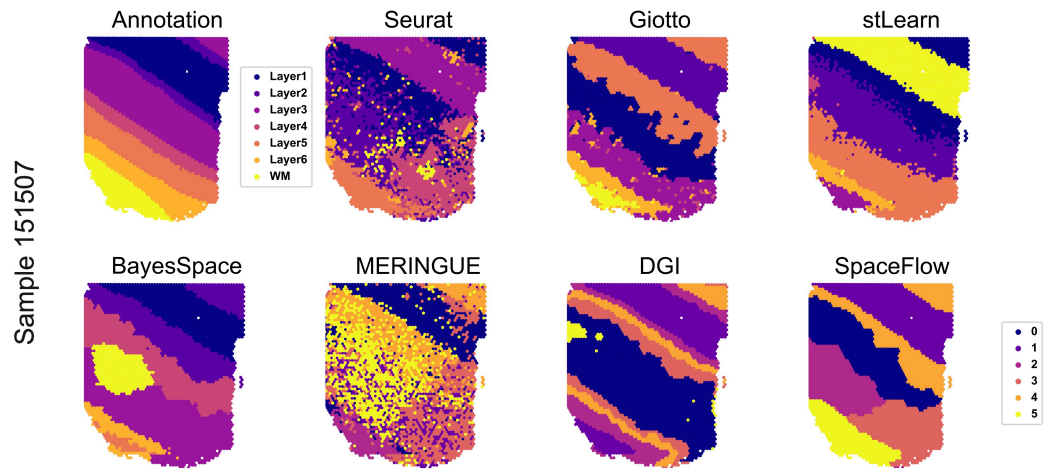 Annotation
Seurat
Giotto
stLearn
Layer1
Layer2
Layer3
Layer4
Layer5
Layer6
WM
Sample 151507
BayesSpace
MERINGUE
DGI
SpaceFlow
0
1
2
3
4
5